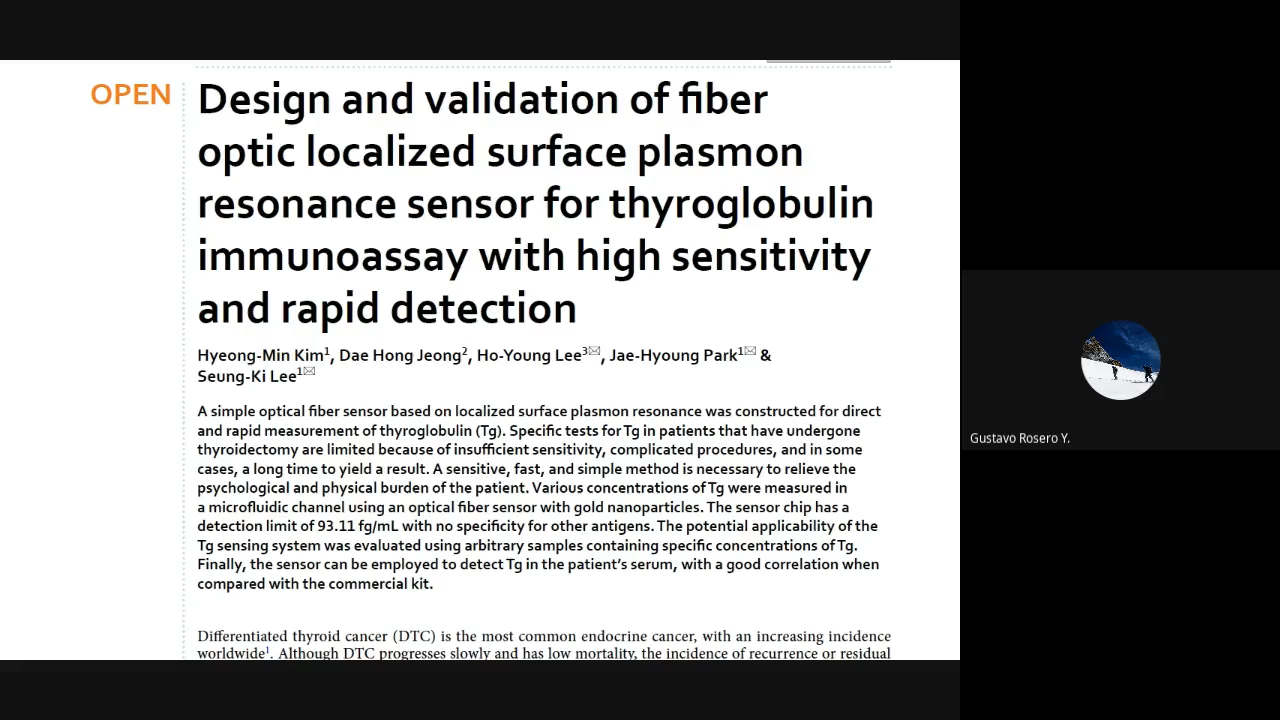 OPEN
Design and validation of fiber
optic localized surface plasmon
resonance sensor for thyroglobulin
immunoassay with high sensitivity
and rapid detection
Hyeong-Min Kim1, Dae Hong Jeong2, Ho-Young Lee3✉, Jae-Hyoung Park1✉ &
Seung-Ki Lee1✉
A simple optical fiber sensor based on localized surface plasmon resonance was constructed for direct
and rapid measurement of thyroglobulin (Tg). Specific tests for Tg in patients that have undergone
thyroidectomy are limited because of insufficient sensitivity, complicated procedures, and in some
cases, a long time to yield a result. A sensitive, fast, and simple method is necessary to relieve the
psychological and physical burden of the patient. Various concentrations of Tg were measured in
a microfluidic channel using an optical fiber sensor with gold nanoparticles. The sensor chip has a
detection limit of 93.11 fg/mL with no specificity for other antigens. The potential applicability of the
Tg sensing system was evaluated using arbitrary samples containing specific concentrations of Tg.
Finally, the sensor can be employed to detect Tg in the patient's serum, with a good correlation when
compared with the commercial kit.
Differentiated thyroid cancer (DTC) is the most common endocrine cancer, with an increasing incidence
worldwide1. Although DTC progresses slowly and has low mortality, the incidence of recurrence or residual
Gustavo Rosero Y.